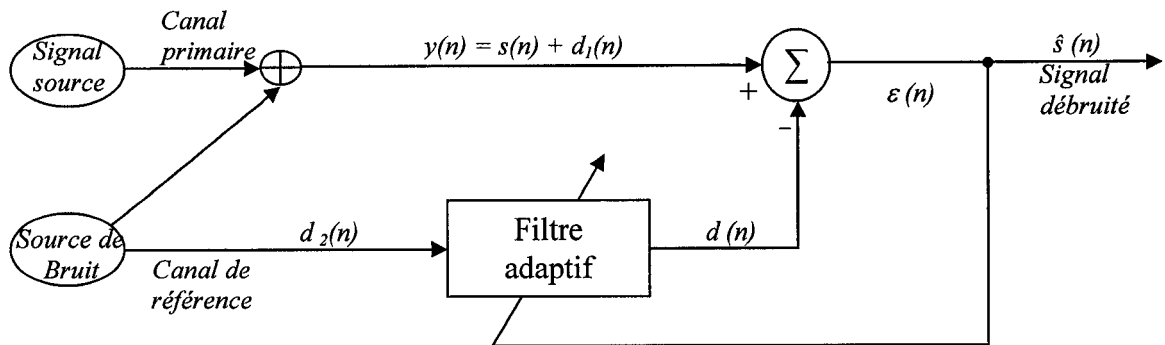 Canal
primaire
Signal
source
y(n) = s(n) + d₁(n)
Σ
+
−
ŝ (n)
Signal
débruité
ε (n)
Source de
Bruit
d ₂(n)
Canal de
référence
Filtre
adaptif
d (n)